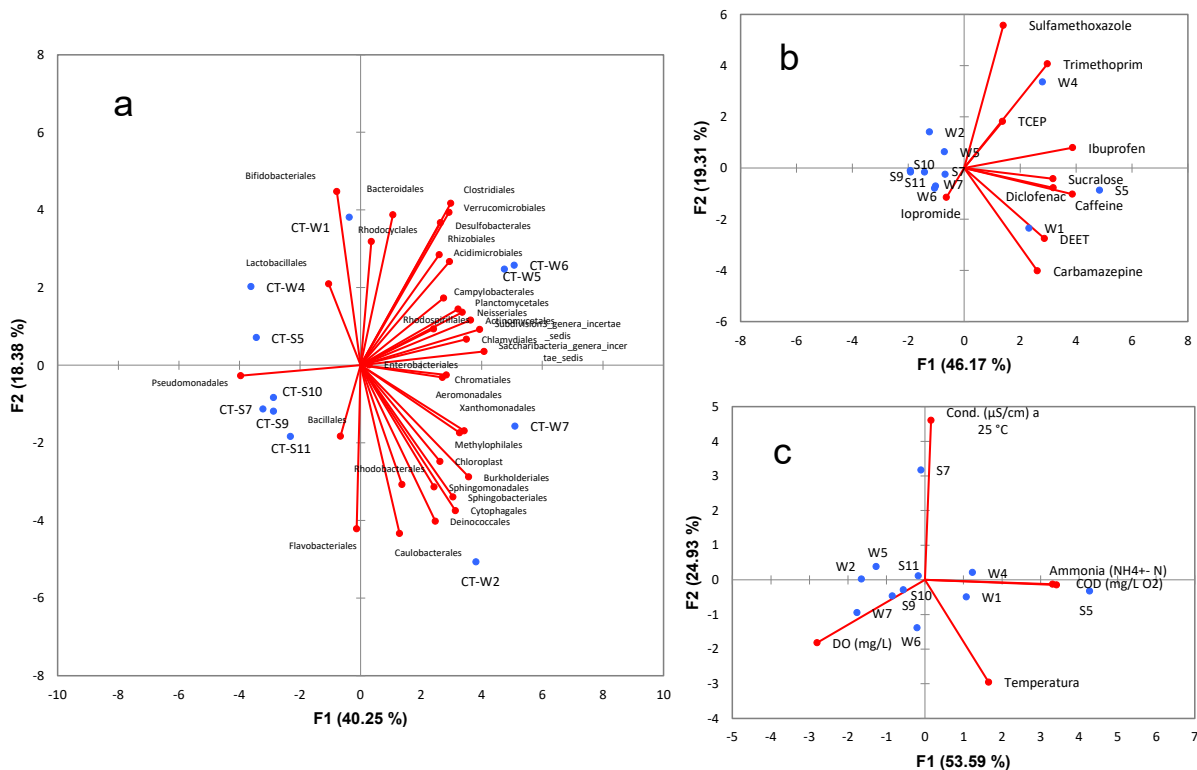 a
8
6
4
2
0
-2
-4
-6
-8
-10
-8
-6
-4
-2
0
2
4
6
8
10
F2 (18.38 %)
F1 (40.25 %)
Bifidobacteriales
Bacteroidales
Clostridiales
Verrucomicrobiales
CT-W1
Rhodocyclales
Desulfobacterales
Rhizobiales
Acidimicrobiales
Lactobacillales
CT-W6
CT-W5
CT-W4
Campylobacterales
Planctomycetales
Neisseriales
Rhodospirillales
Actinomycetales
Subdivision3_genera_incertae
_sedis
CT-S5
Chlamydiales
Saccharibacteria_genera_incer
tae_sedis
Enterobacteriales
Pseudomonadales
Chromatiales
CT-S10
Aeromonadales
CT-S7
Xanthomonadales
CT-S9
Bacillales
CT-W7
CT-S11
Methylophilales
Chloroplast
Rhodobacterales
Burkholderiales
Sphingomonadales
Sphingobacteriales
Cytophagales
Deinococcales
Flavobacteriales
Caulobacterales
CT-W2
b
6
4
2
0
-2
-4
-6
-8
-6
-4
-2
0
2
4
6
8
F2 (19.31 %)
F1 (46.17 %)
Sulfamethoxazole
Trimethoprim
W4
TCEP
W2
W5
Ibuprofen
S10
S7
S9
Sucralose
S11
W7
Diclofenac
S5
W6
Caffeine
Iopromide
W1
DEET
Carbamazepine
c
5
4
3
2
1
0
-1
-2
-3
-4
-5
-4
-3
-2
-1
0
1
2
3
4
5
F2 (24.93 %)
F1 (53.59 %)
Cond. (µS/cm) a
25 °C
S7
W5
W2
S11
W4
Ammonia (NH4+- N)
COD (mg/L O2)
S10
W1
S9
S5
W7
W6
DO (mg/L)
Temperatura